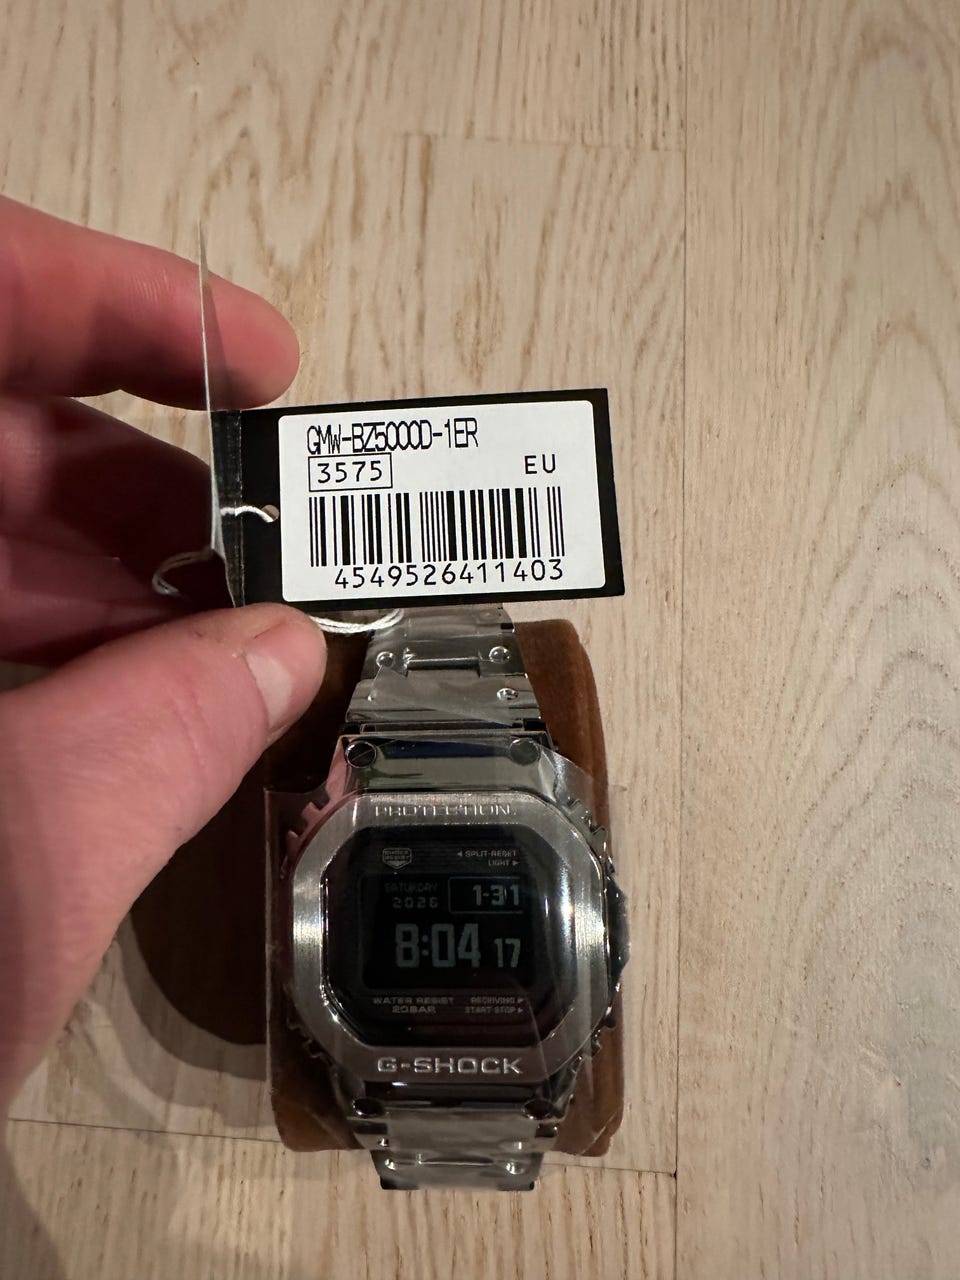 GMW-BZ5000D-1ER
3575
EU
4549526411403
PROTECTION
SHOCK
RESIST
◀ SPLIT·RESET
LIGHT ▶
SATURDAY
2026
1-31
8:04 17
WATER RESIST
20BAR
RECEIVING ▶
START·STOP ▶
G-SHOCK